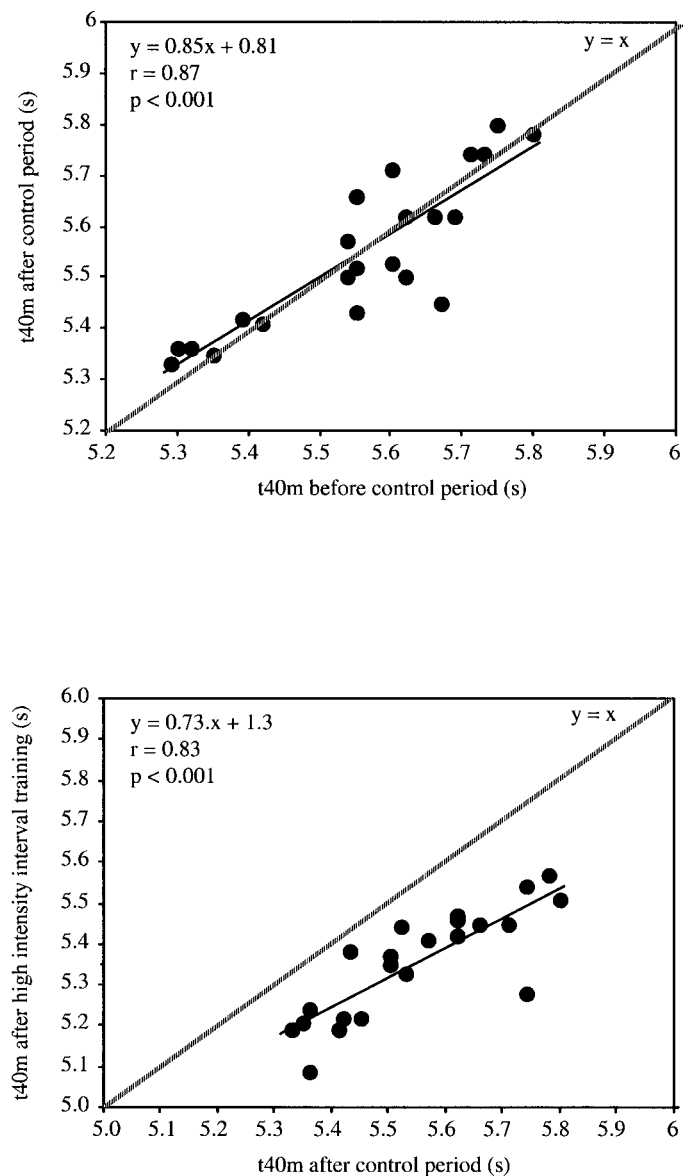 6
y = 0.85x + 0.81
y = x
5.9
r = 0.87
p < 0.001
5.8
5.7
5.6
5.5
5.4
5.3
5.2
t40m after control period (s)
5.2 5.3 5.4 5.5 5.6 5.7 5.8 5.9 6
t40m before control period (s)
6.0
y = 0.73.x + 1.3
y = x
5.9
r = 0.83
p < 0.001
5.8
5.7
5.6
5.5
5.4
5.3
5.2
5.1
5.0
t40m after high intensity interval training (s)
5.0 5.1 5.2 5.3 5.4 5.5 5.6 5.7 5.8 5.9 6
t40m after control period (s)